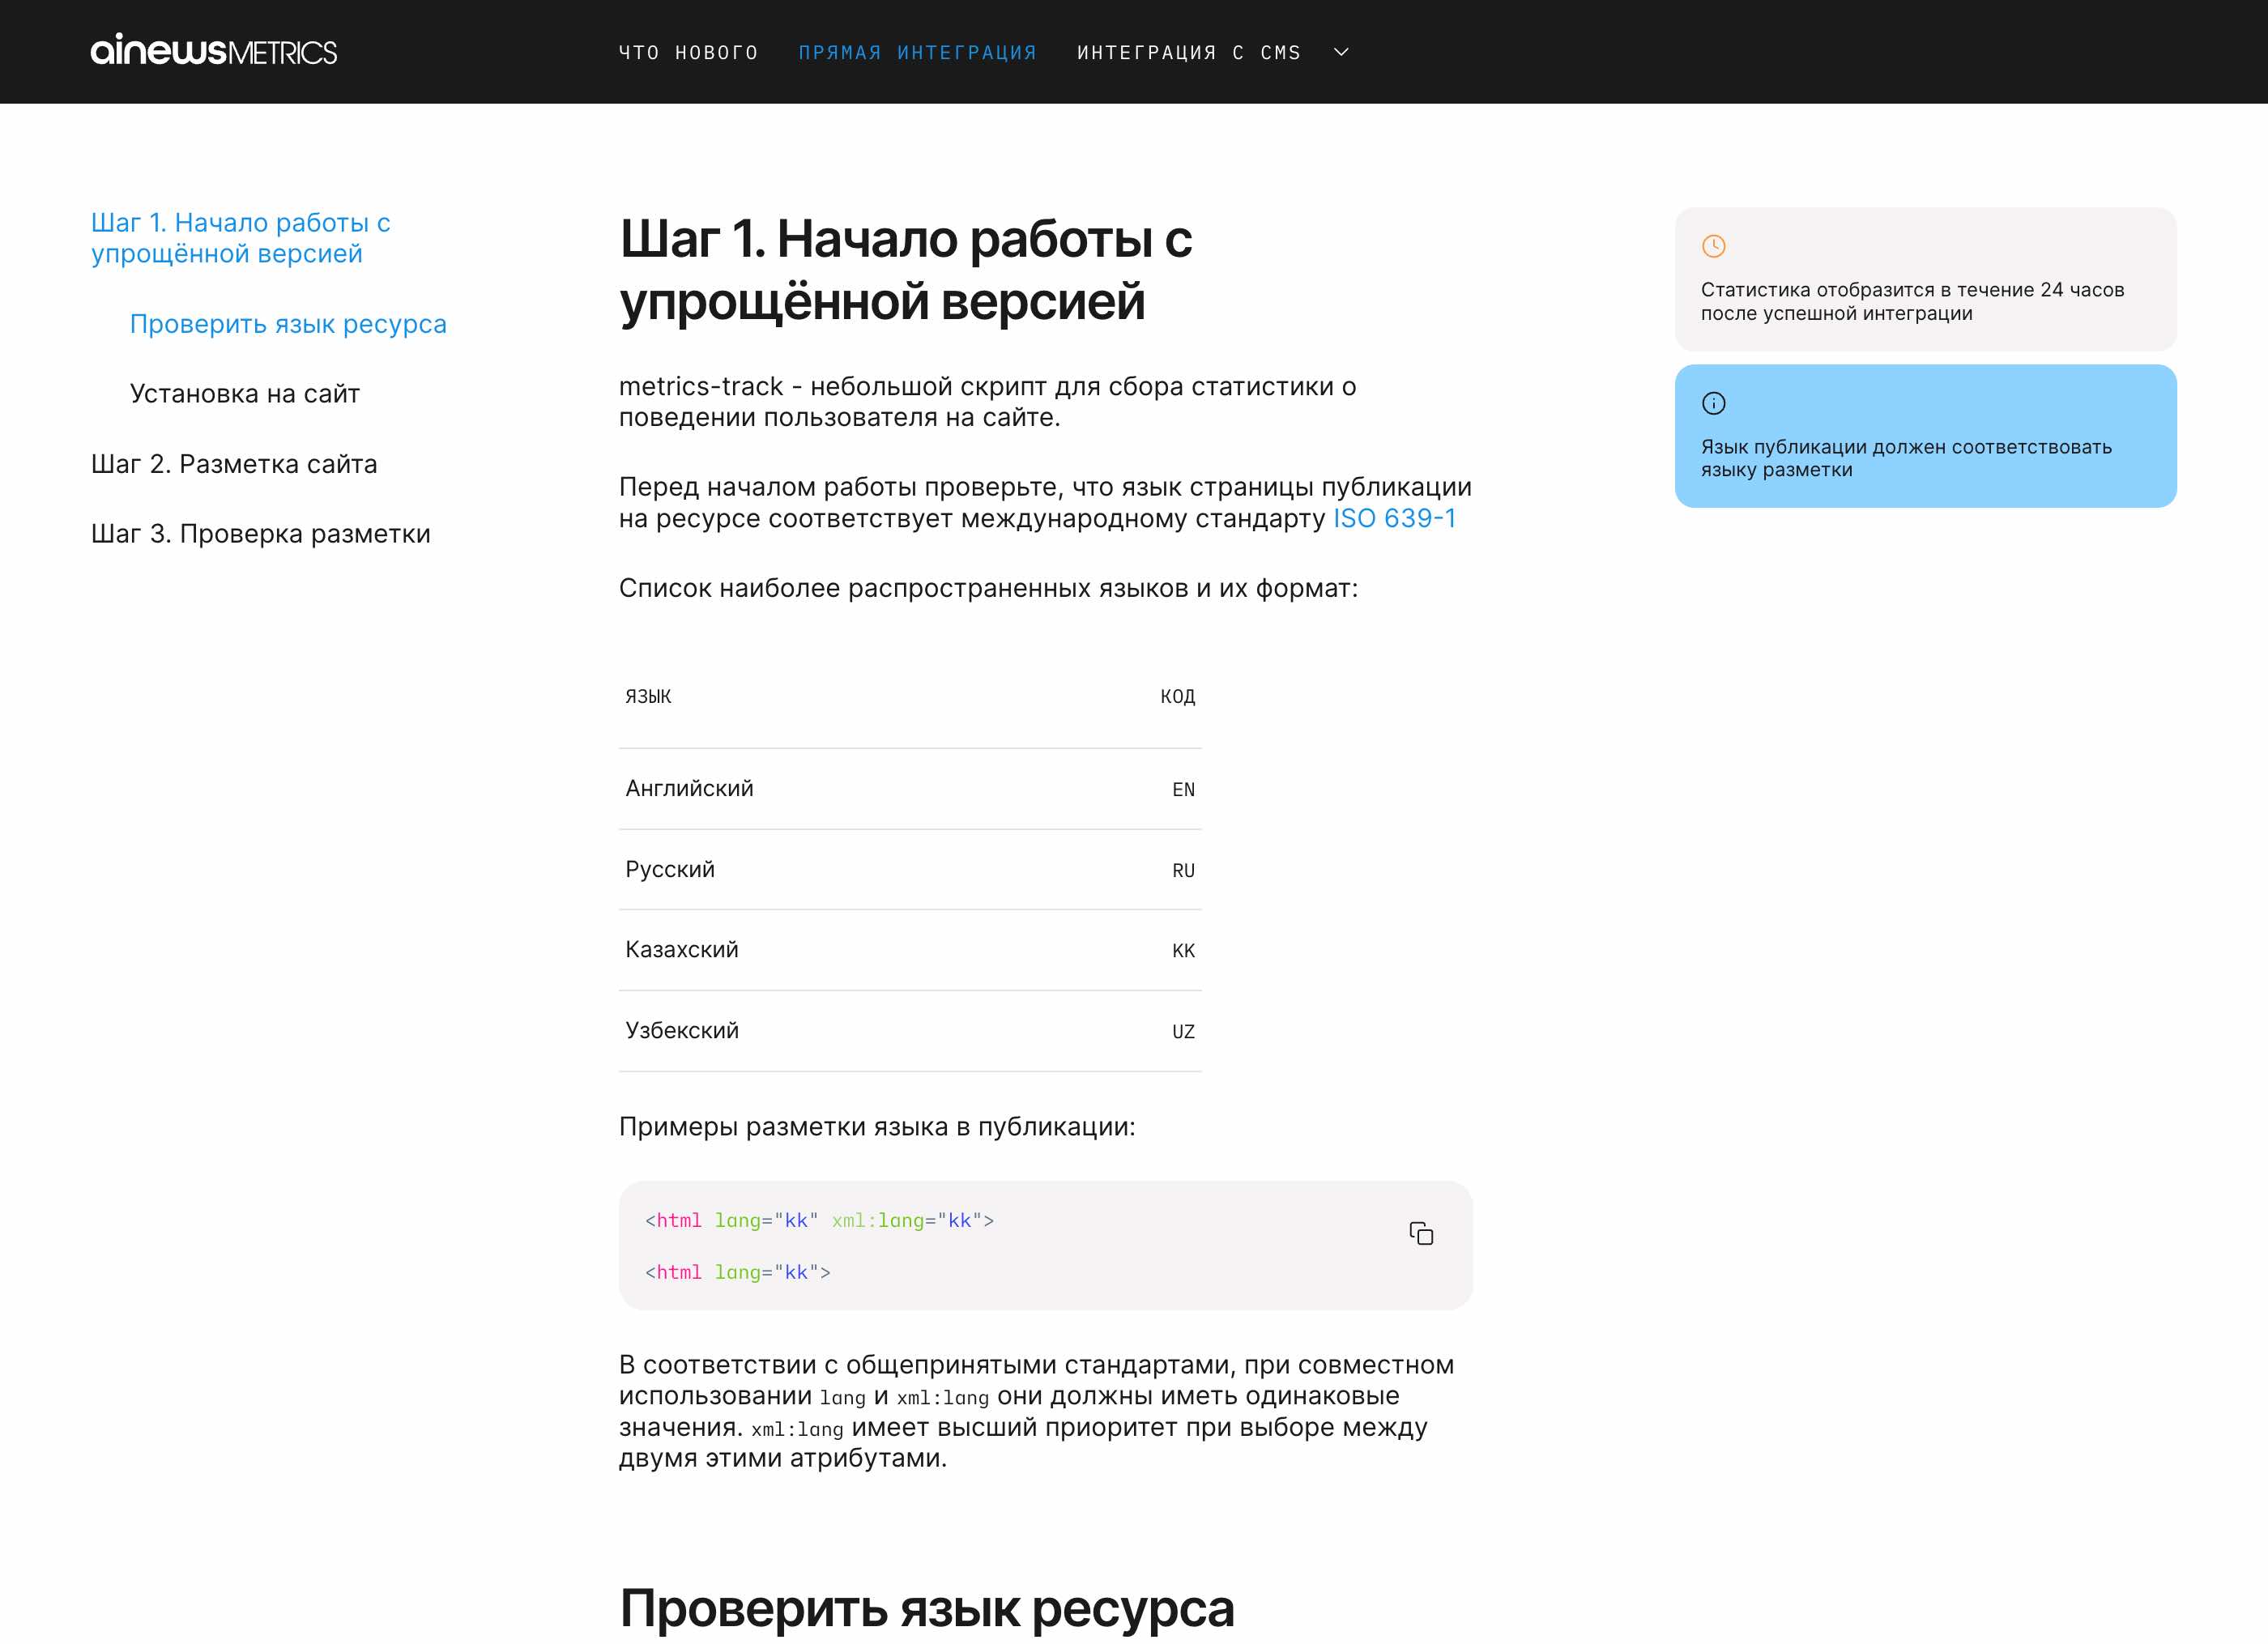 ainewsMETRICS
ЧТО НОВОГО
ПРЯМАЯ ИНТЕГРАЦИЯ
ИНТЕГРАЦИЯ С CMS
Шаг 1. Начало работы с
упрощённой версией
Проверить язык ресурса
Установка на сайт
Шаг 2. Разметка сайта
Шаг 3. Проверка разметки
Шаг 1. Начало работы с
упрощённой версией
metrics-track - небольшой скрипт для сбора статистики о
поведении пользователя на сайте.
Перед началом работы проверьте, что язык страницы публикации
на ресурсе соответствует международному стандарту ISO 639-1
Список наиболее распространенных языков и их формат:
ЯЗЫК КОД
Английский EN
Русский RU
Казахский KK
Узбекский UZ
Примеры разметки языка в публикации:
<html lang="kk" xml:lang="kk">
<html lang="kk">
В соответствии с общепринятыми стандартами, при совместном
использовании lang и xml:lang они должны иметь одинаковые
значения. xml:lang имеет высший приоритет при выборе между
двумя этими атрибутами.
Проверить язык ресурса
Статистика отобразится в течение 24 часов
после успешной интеграции
Язык публикации должен соответствовать
языку разметки